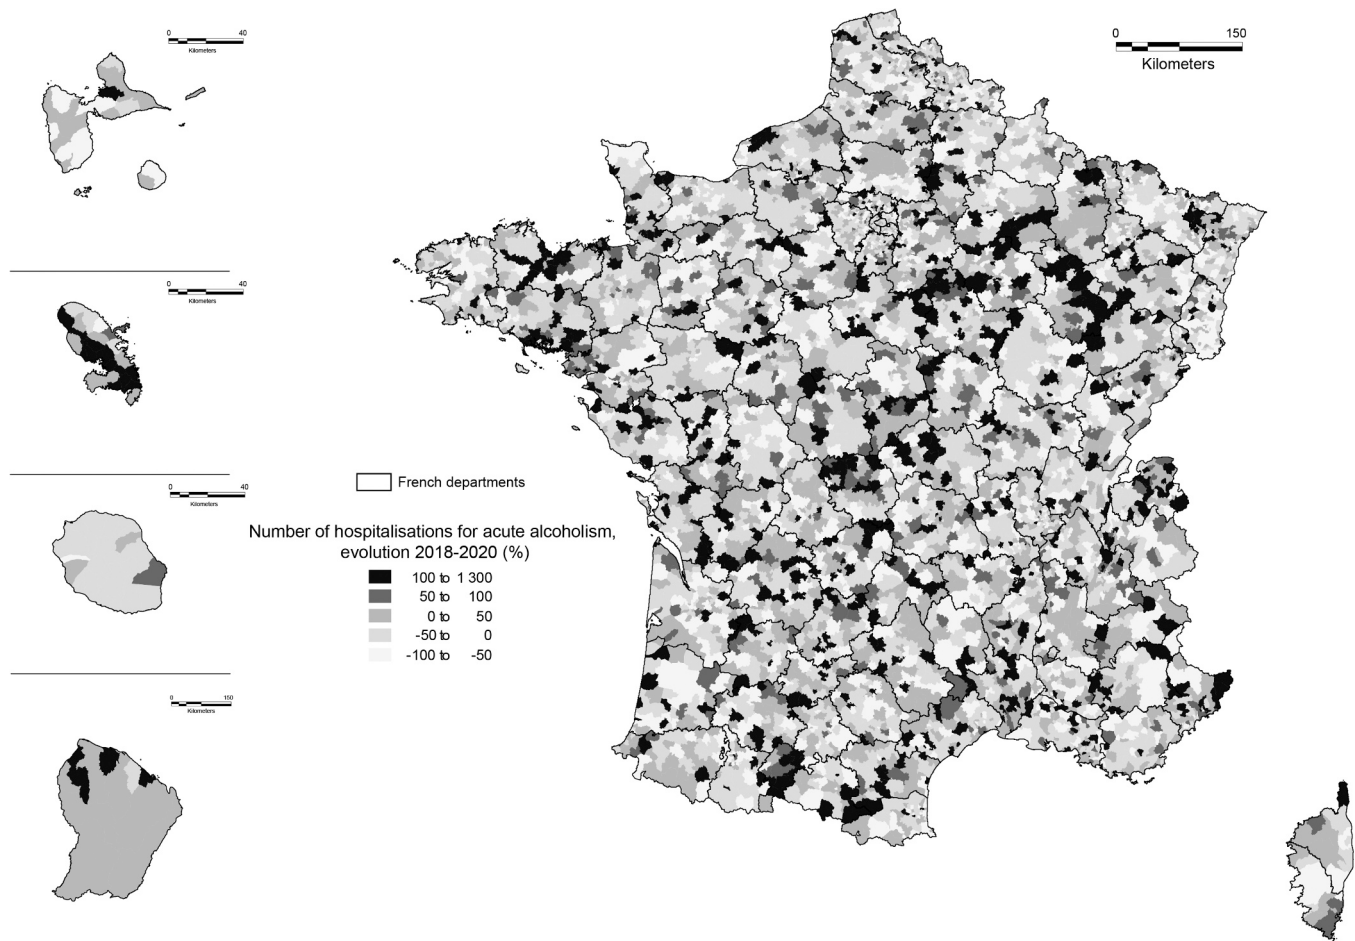 0 40
Kilometers
0 150
Kilometers
0 40
Kilometers
0 40
Kilometers
French departments
Number of hospitalisations for acute alcoholism,
evolution 2018-2020 (%)
100 to 1 300
50 to 100
0 to 50
-50 to 0
-100 to -50
0 150
Kilometers